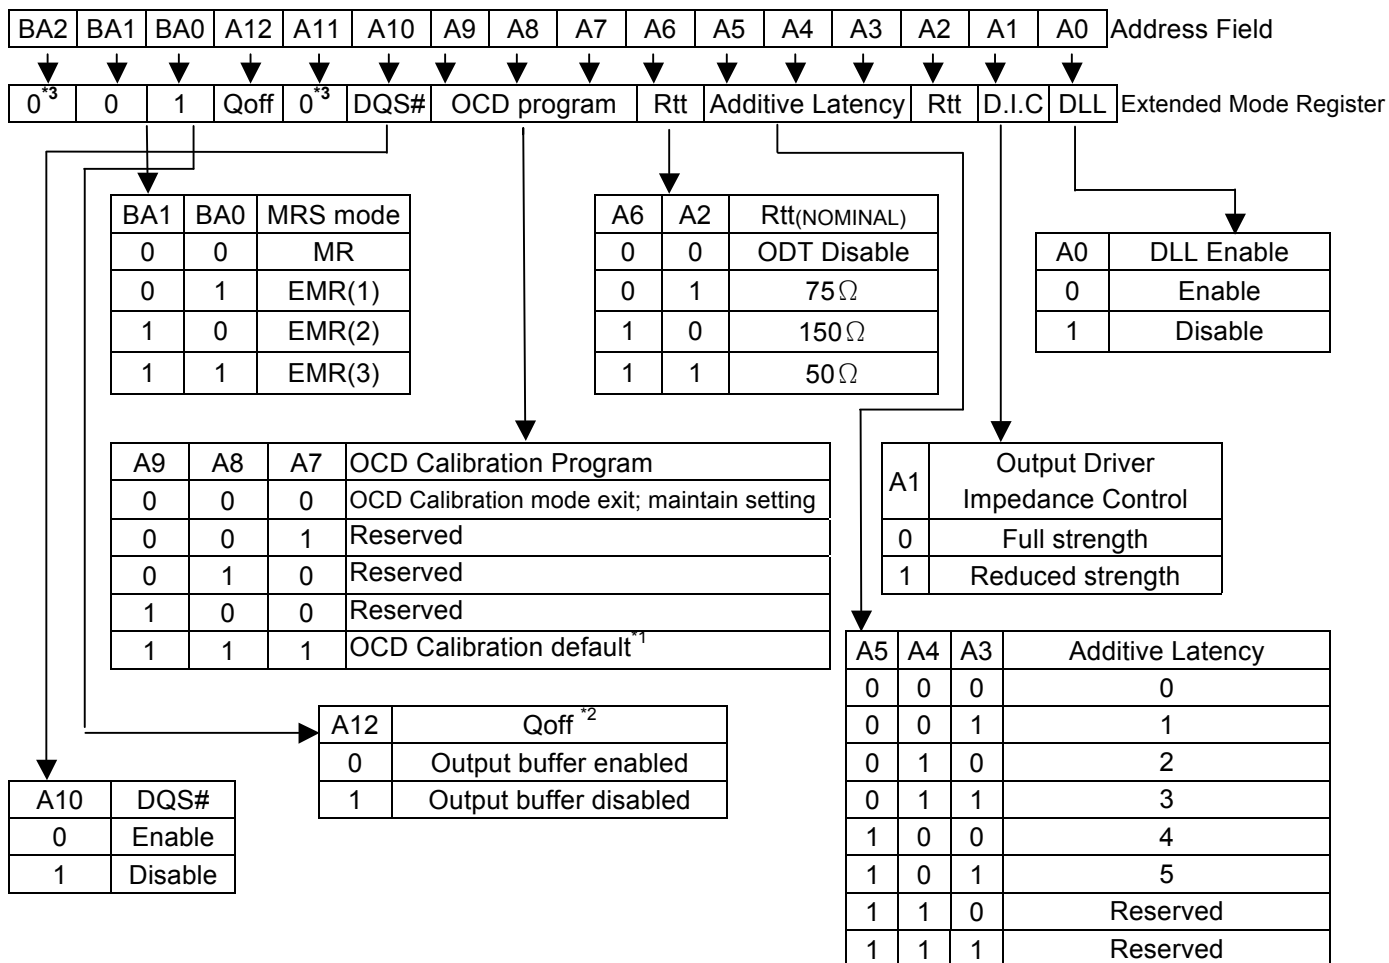 BA2 BA1 BA0 A12 A11 A10 A9 A8 A7 A6 A5 A4 A3 A2 A1 A0 Address Field
0*3 0 1 Qoff 0*3 DQS# OCD program Rtt Additive Latency Rtt D.I.C DLL Extended Mode Register
BA1 BA0 MRS mode
0 0 MR
0 1 EMR(1)
1 0 EMR(2)
1 1 EMR(3)
A6 A2 Rtt(NOMINAL)
0 0 ODT Disable
0 1 75Ω
1 0 150Ω
1 1 50Ω
A0 DLL Enable
0 Enable
1 Disable
A9 A8 A7 OCD Calibration Program
0 0 0 OCD Calibration mode exit; maintain setting
0 0 1 Reserved
0 1 0 Reserved
1 0 0 Reserved
1 1 1 OCD Calibration default*1
A1 Output Driver
Impedance Control
0 Full strength
1 Reduced strength
A12 Qoff *2
0 Output buffer enabled
1 Output buffer disabled
A10 DQS#
0 Enable
1 Disable
A5 A4 A3 Additive Latency
0 0 0 0
0 0 1 1
0 1 0 2
0 1 1 3
1 0 0 4
1 0 1 5
1 1 0 Reserved
1 1 1 Reserved